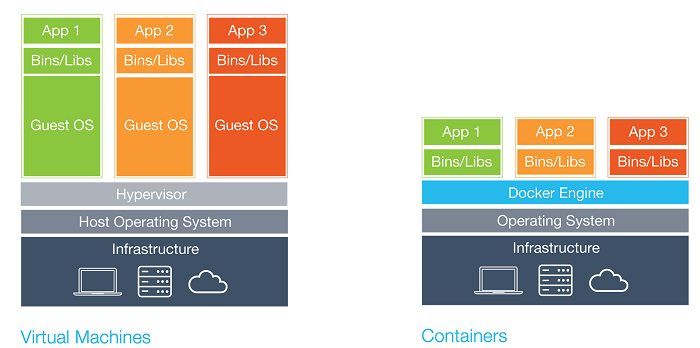 App 1
App 2
App 3
Bins/Libs
Bins/Libs
Bins/Libs
Guest OS
Guest OS
Guest OS
Hypervisor
Host Operating System
Infrastructure
Virtual Machines
App 1
App 2
App 3
Bins/Libs
Bins/Libs
Bins/Libs
Docker Engine
Operating System
Infrastructure
Containers